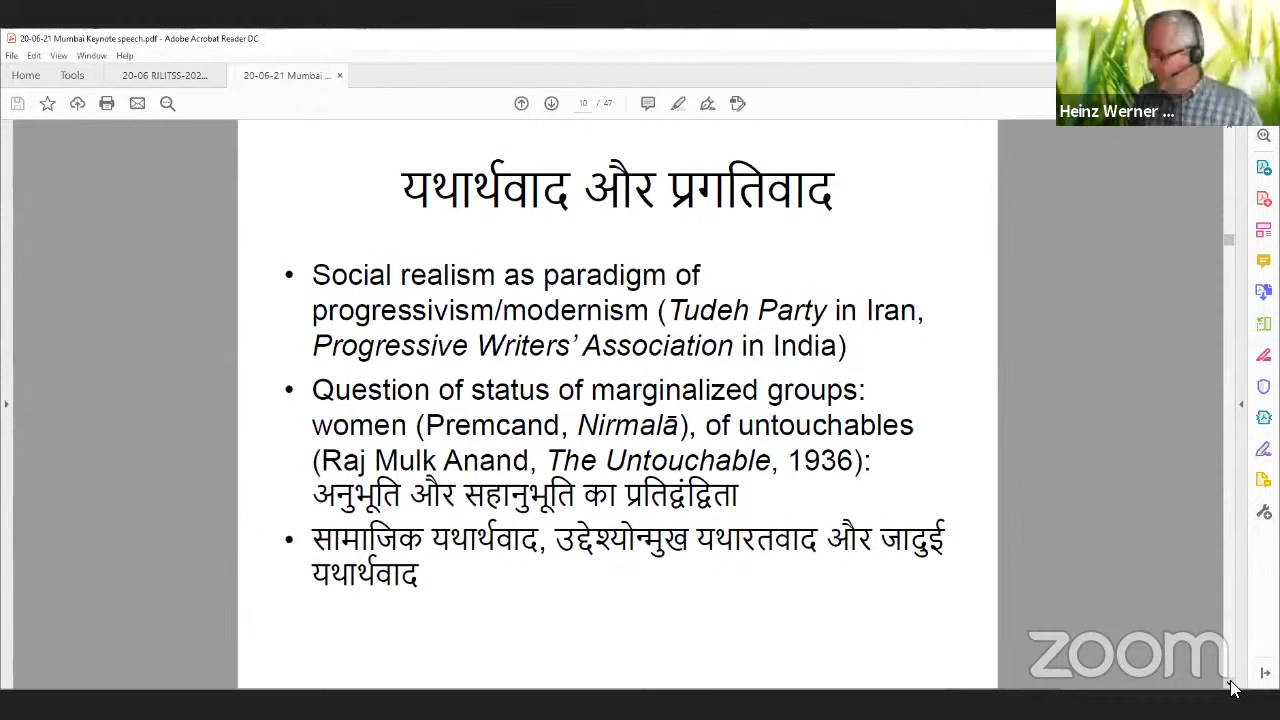 20-06-21 Mumbai Keynote speech.pdf - Adobe Acrobat Reader DC
File Edit View Window Help
Home Tools 20-06 RILITSS-202... 20-06-21 Mumbai ... ×
10 / 47
Heinz Werner ...
यथार्थवाद और प्रगतिवाद
• Social realism as paradigm of
progressivism/modernism (Tudeh Party in Iran,
Progressive Writers’ Association in India)
• Question of status of marginalized groups:
women (Premcand, Nirmalā), of untouchables
(Raj Mulk Anand, The Untouchable, 1936):
अनुभूति और सहानुभूति का प्रतिद्वंद्विता
• सामाजिक यथार्थवाद, उद्देश्योन्मुख यथारतवाद और जादुई
यथार्थवाद
zoom